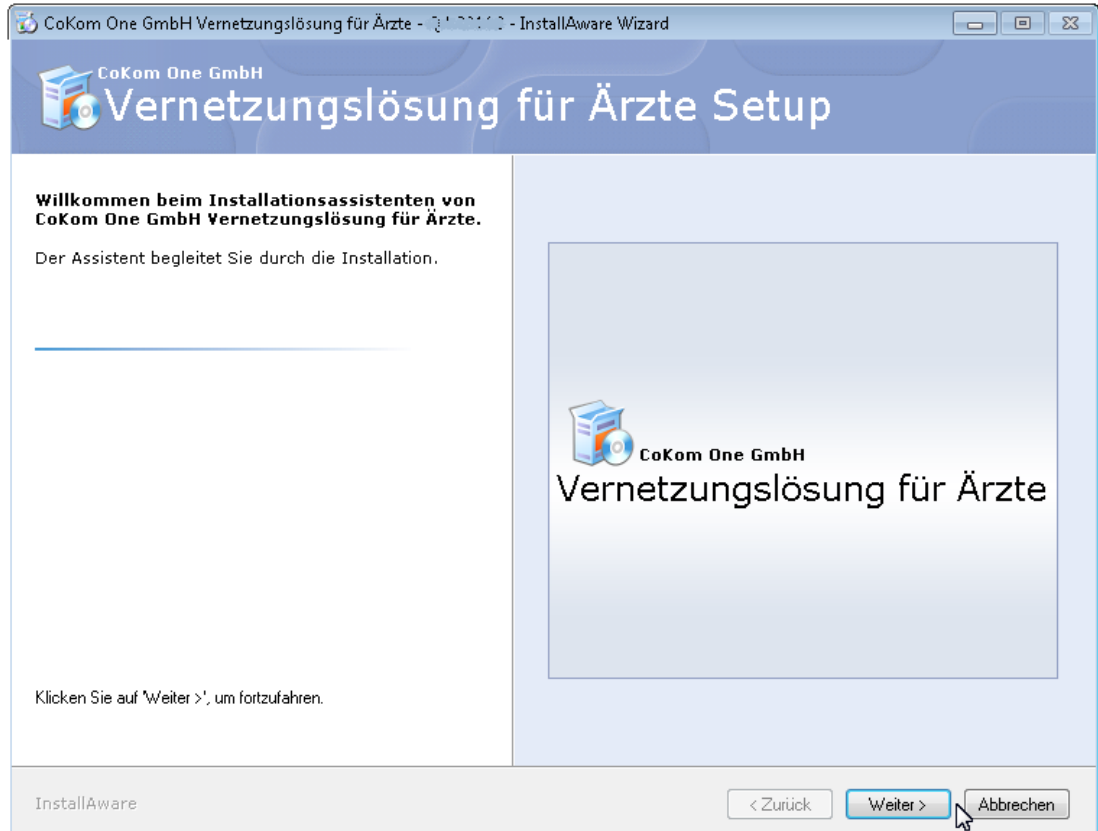 CoKom One GmbH Vernetzungslösung für Ärzte - - InstallAware Wizard
CoKom One GmbH
Vernetzungslösung für Ärzte Setup
Willkommen beim Installationsassistenten von
CoKom One GmbH Vernetzungslösung für Ärzte.
Der Assistent begleitet Sie durch die Installation.
CoKom One GmbH
Vernetzungslösung für Ärzte
Klicken Sie auf 'Weiter >', um fortzufahren.
InstallAware
< Zurück
Weiter >
Abbrechen